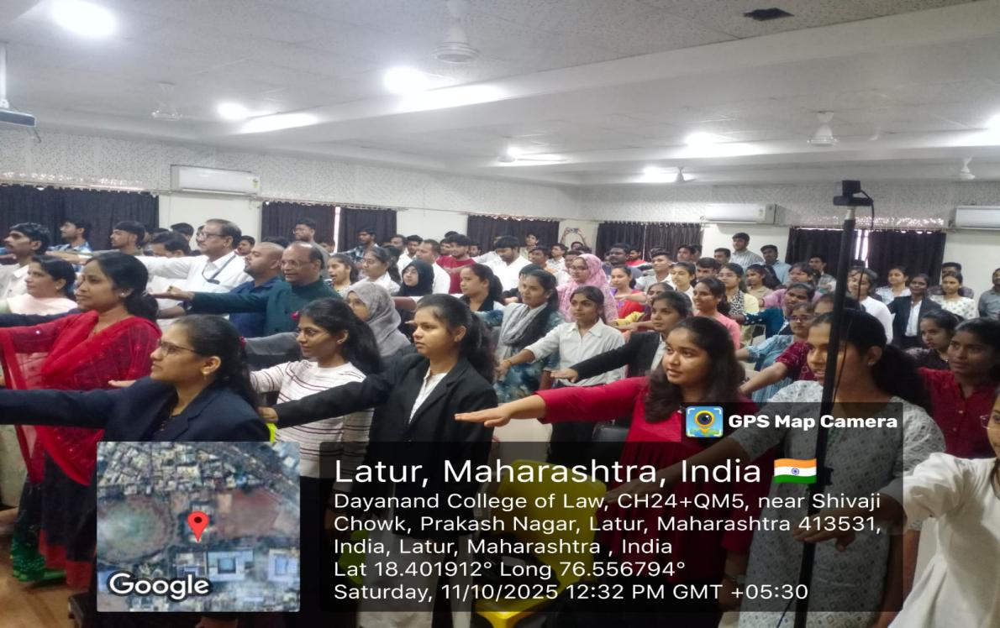 GPS Map Camera
Latur, Maharashtra, India
Dayanand College of Law, CH24+QM5, near Shivaji
Chowk, Prakash Nagar, Latur, Maharashtra 413531,
India, Latur, Maharashtra , India
Lat 18.401912° Long 76.556794°
Saturday, 11/10/2025 12:32 PM GMT +05:30
Google